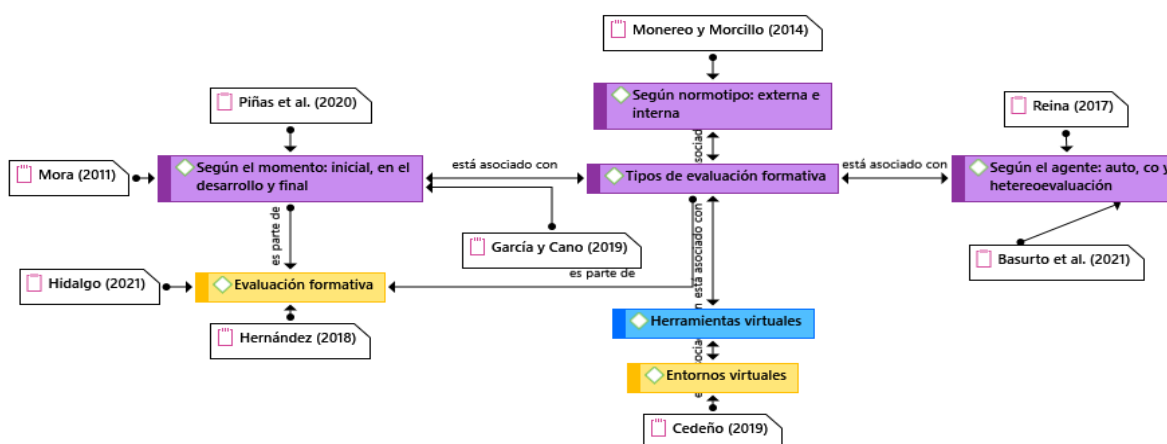 Monereo y Morcillo (2014)
Piñas et al. (2020)
Según normotipo: externa e
interna
Reina (2017)
Mora (2011)
Según el momento: inicial, en el
desarrollo y final
está asociado con
Tipos de evaluación formativa
está asociado con
Según el agente: auto, co y
hetereoevaluación
es parte de
García y Cano (2019)
Basurto et al. (2021)
es parte de
está asociado con
Hidalgo (2021)
Evaluación formativa
Hernández (2018)
Herramientas virtuales
Entornos virtuales
Cedeño (2019)